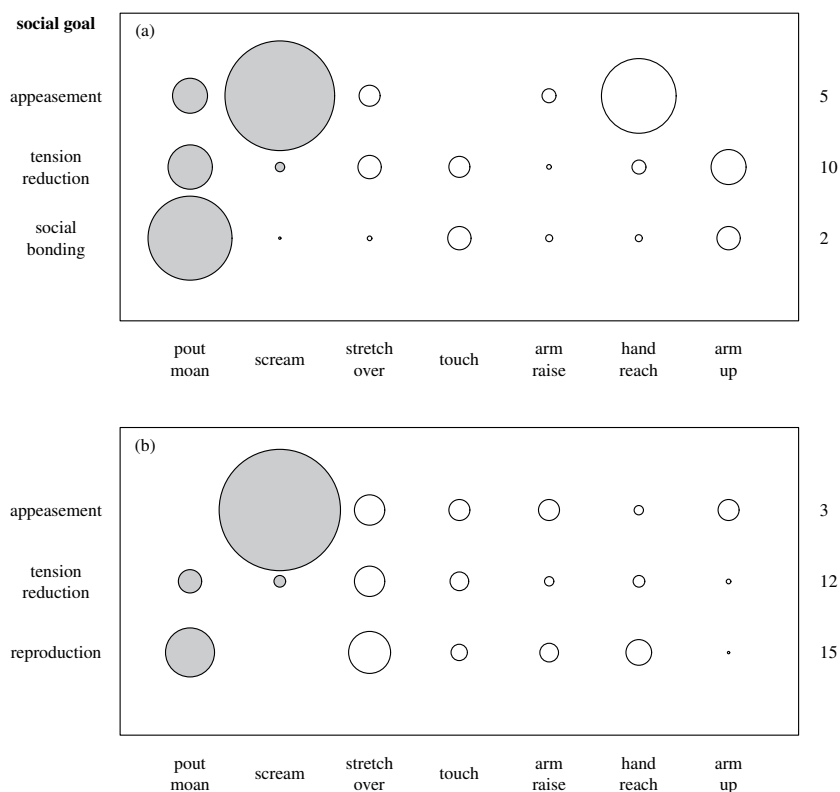 social goal
(a)
appeasement
5
tension
reduction
10
social
bonding
2
pout
moan
scream
stretch
over
touch
arm
raise
hand
reach
arm
up
(b)
appeasement
3
tension
reduction
12
reproduction
15
pout
moan
scream
stretch
over
touch
arm
raise
hand
reach
arm
up